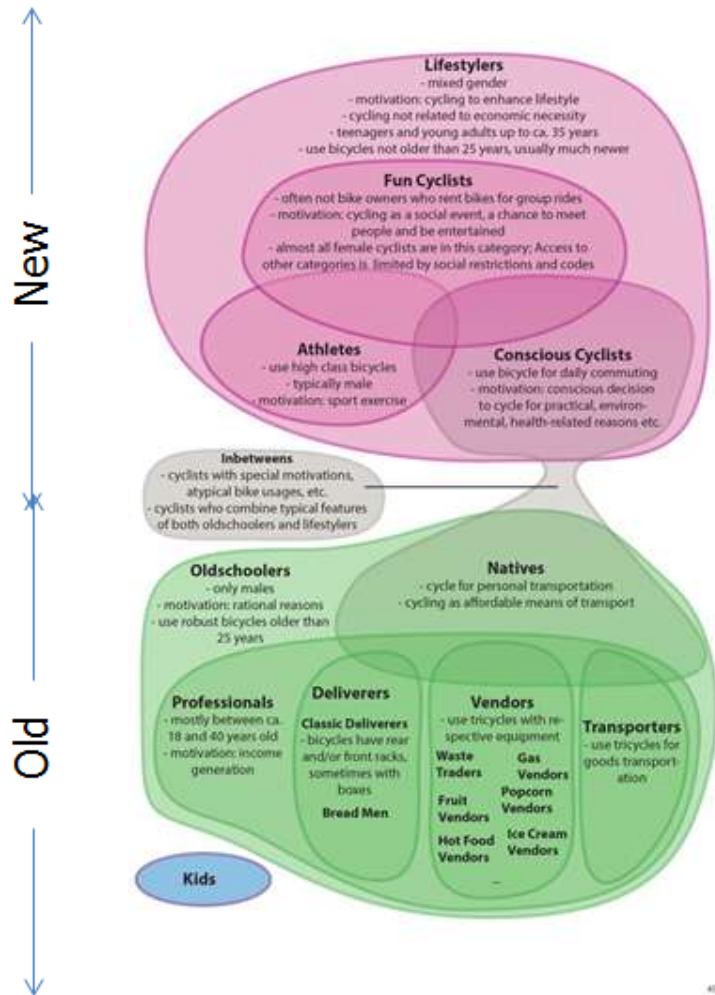 Lifestylers
- mixed gender
- motivation: cycling to enhance lifestyle
- cycling not related to economic necessity
- teenagers and young adults up to ca. 35 years
- use bicycles not older than 25 years, usually much newer
Fun Cyclists
- often not bike owners who rent bikes for group rides
- motivation: cycling as a social event, a chance to meet
people and be entertained
- almost all female cyclists are in this category; Access to
other categories is limited by social restrictions and codes
New
Athletes
- use high class bicycles
- typically male
- motivation: sport exercise
Conscious Cyclists
- use bicycle for daily commuting
- motivation: conscious decision
to cycle for practical, environ-
mental, health-related reasons etc.
Inbetweens
- cyclists with special motivations,
atypical bike usages, etc.
- cyclists who combine typical features
of both oldschoolers and lifestylers
Oldschoolers
- only males
- motivation: rational reasons
- use robust bicycles older than
25 years
Natives
- cycle for personal transportation
- cycling as affordable means of transport
Old
Professionals
- mostly between ca.
18 and 40 years old
- motivation: income
generation
Deliverers
Classic Deliverers
- bicycles have rear
and/or front racks,
sometimes with
boxes
Bread Men
Vendors
- use tricycles with re-
spective equipment
Waste
Traders
Gas
Vendors
Fruit
Vendors
Popcorn
Vendors
Hot Food
Vendors
Ice Cream
Vendors
...
Transporters
- use tricycles for
goods transport-
ation
Kids